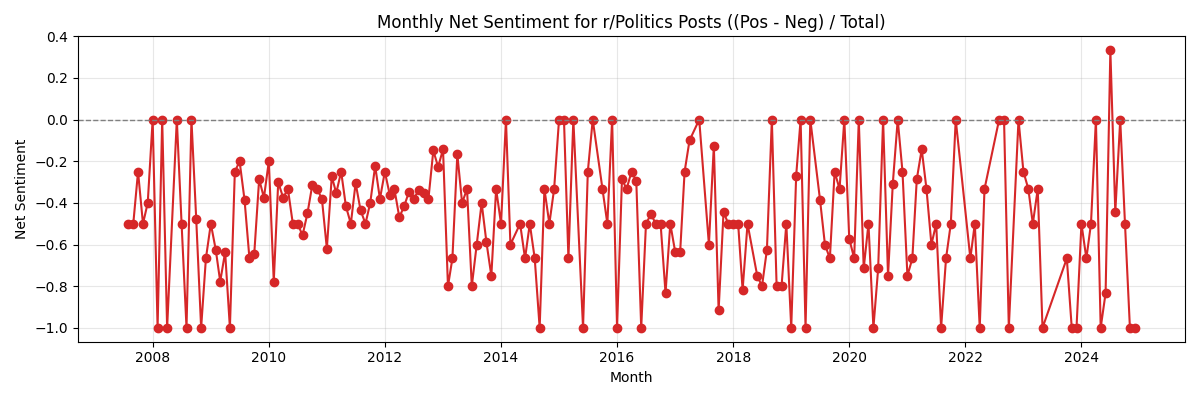 Monthly Net Sentiment for r/Politics Posts ((Pos - Neg) / Total)
Net Sentiment
0.4
0.2
0.0
−0.2
−0.4
−0.6
−0.8
−1.0
2008 2010 2012 2014 2016 2018 2020 2022 2024
Month